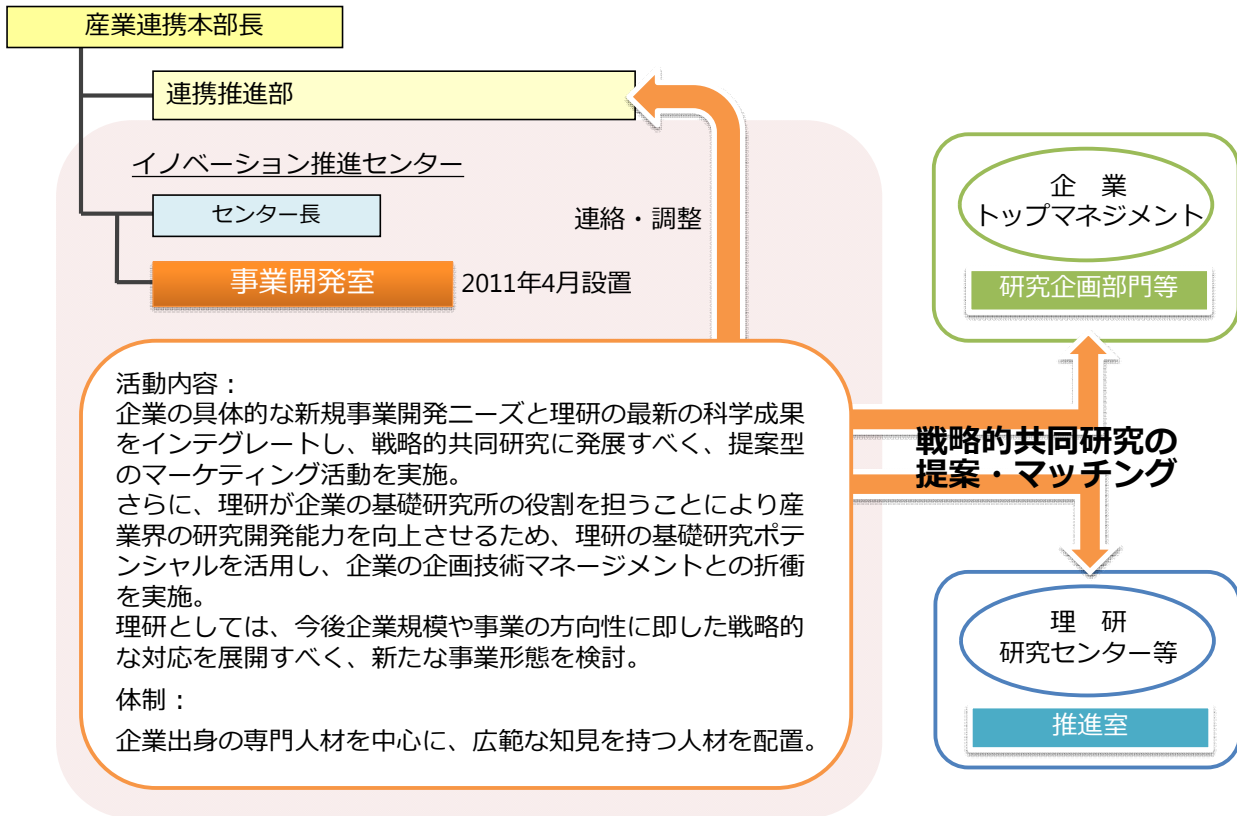 産業連携本部長
連携推進部
イノベーション推進センター
センター長
連絡・調整
事業開発室
2011年4月設置
活動内容：
企業の具体的な新規事業開発ニーズと理研の最新の科学成果
をインテグレートし、戦略的共同研究に発展すべく、提案型
のマーケティング活動を実施。
さらに、理研が企業の基礎研究所の役割を担うことにより産
業界の研究開発能力を向上させるため、理研の基礎研究ポテ
ンシャルを活用し、企業の企画技術マネージメントとの折衝
を実施。
理研としては、今後企業規模や事業の方向性に即した戦略的
な対応を展開すべく、新たな事業形態を検討。
体制：
企業出身の専門人材を中心に、広範な知見を持つ人材を配置。
企　業
トップマネジメント
研究企画部門等
戦略的共同研究の
提案・マッチング
理　研
研究センター等
推進室